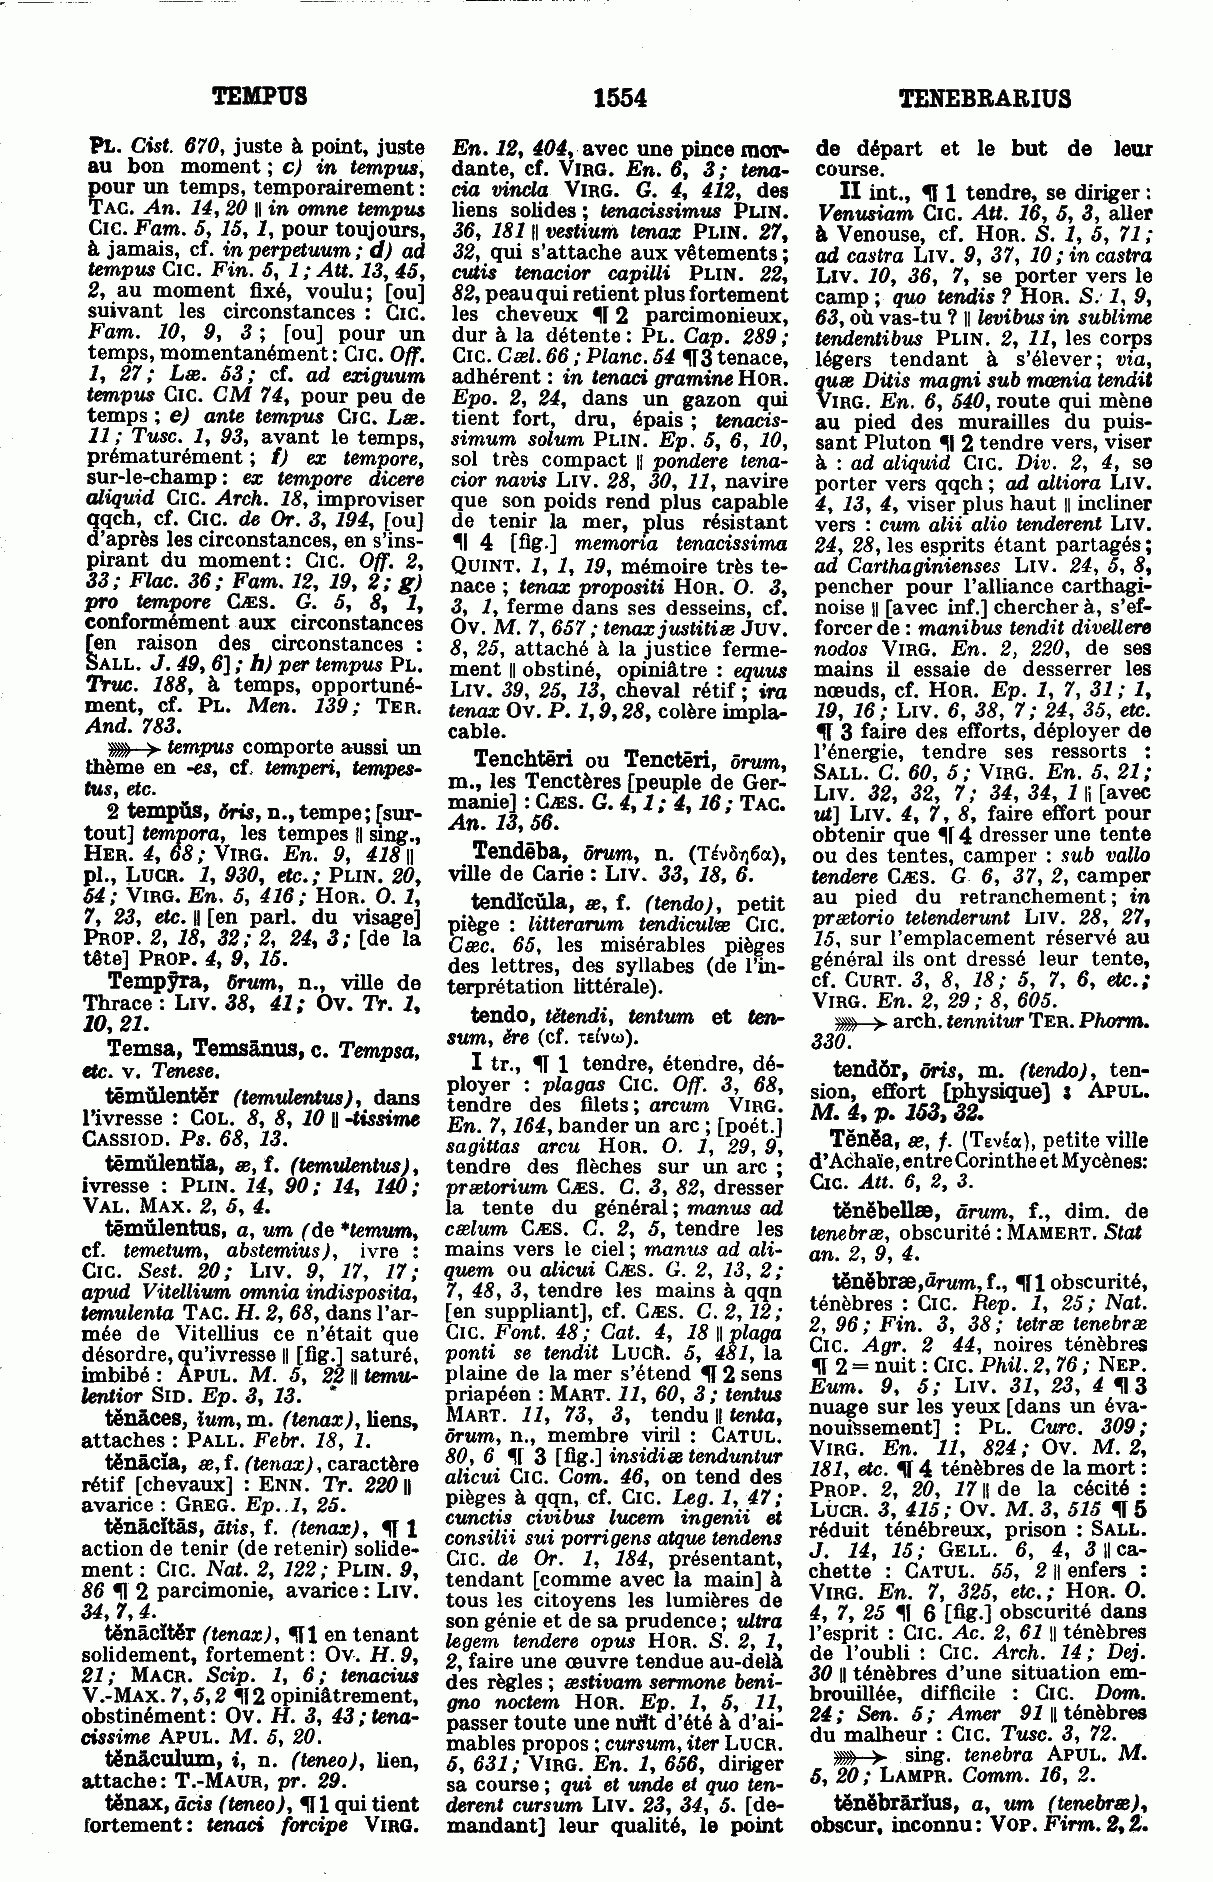 TEMPUS
1554
TENEBRARIUS
PL. Cist. 670, juste à point, juste
au bon moment ; c) in tempus,
pour un temps, temporairement :
TAC. An. 14, 20 || in omne tempus
CIC. Fam. 5, 15, 1, pour toujours,
à jamais, cf. in perpetuum ; d) ad
tempus CIC. Fin. 5, 1 ; Att. 13, 45,
2, au moment fixé, voulu ; [ou]
suivant les circonstances : CIC.
Fam. 10, 9, 3 ; [ou] pour un
temps, momentanément : CIC. Off.
1, 27 ; Læ. 53 ; cf. ad exiguum
tempus CIC. CM 74, pour peu de
temps ; e) ante tempus CIC. Læ.
11 ; Tusc. 1, 93, avant le temps,
prématurément ; f) ex tempore,
sur-le-champ : ex tempore dicere
aliquid CIC. Arch. 18, improviser
qqch, cf. CIC. de Or. 3, 194, [ou]
d'après les circonstances, en s'ins-
pirant du moment : CIC. Off. 2,
33 ; Flac. 36 ; Fam. 12, 19, 2 ; g)
pro tempore CÆS. G. 5, 8, 1,
conformément aux circonstances
[en raison des circonstances :
SALL. J. 49, 6] ; h) per tempus PL.
Truc. 188, à temps, opportuné-
ment, cf. PL. Men. 139 ; TER.
And. 783.
⤐ tempus comporte aussi un
thème en -es, cf. temperi, tempes-
tus, etc.
2 tempŭs, ŏris, n., tempe ; [sur-
tout] tempora, les tempes || sing.,
HER. 4, 68 ; VIRG. En. 9, 418 ||
pl., LUCR. 1, 930, etc. ; PLIN. 20,
54 ; VIRG. En. 5, 416 ; HOR. O. 1,
7, 23, etc. || [en parl. du visage]
PROP. 2, 18, 32 ; 2, 24, 3 ; [de la
tête] PROP. 4, 9, 15.
Tempȳra, ōrum, n., ville de
Thrace : LIV. 38, 41 ; OV. Tr. 1,
10, 21.
Temsa, Temsānus, c. Tempsa,
etc. v. Tenese.
tēmŭlentĕr (temulentus), dans
l'ivresse : COL. 8, 8, 10 || -tissime
CASSIOD. Ps. 68, 13.
tēmŭlentĭa, æ, f. (temulentus),
ivresse : PLIN. 14, 90 ; 14, 140 ;
VAL. MAX. 2, 5, 4.
tēmŭlentus, a, um (de *temum,
cf. temetum, abstemius), ivre :
CIC. Sest. 20 ; LIV. 9, 17, 17 ;
apud Vitellium omnia indisposita,
temulenta TAC. H. 2, 68, dans l'ar-
mée de Vitellius ce n'était que
désordre, qu'ivresse || [fig.] saturé,
imbibé : APUL. M. 5, 22 || temu-
lentior SID. Ep. 3, 13.
tĕnāces, ĭum, m. (tenax), liens,
attaches : PALL. Febr. 18, 1.
tĕnācĭa, æ, f. (tenax), caractère
rétif [chevaux] : ENN. Tr. 220 ||
avarice : GREG. Ep. . 1, 25.
tĕnācĭtās, ātis, f. (tenax), ¶ 1
action de tenir (de retenir) solide-
ment : CIC. Nat. 2, 122 ; PLIN. 9,
86 ¶ 2 parcimonie, avarice : LIV.
34, 7, 4.
tĕnācĭtĕr (tenax), ¶ 1 en tenant
solidement, fortement : OV. H. 9,
21 ; MACR. Scip. 1, 6 ; tenacius
V.-MAX. 7, 5, 2 ¶ 2 opiniâtrement,
obstinément : OV. H. 3, 43 ; tena-
cissime APUL. M. 5, 20.
tĕnācŭlum, i, n. (teneo), lien,
attache : T.-MAUR, pr. 29.
tĕnax, ācis (teneo), ¶ 1 qui tient
fortement : tenaci forcipe VIRG.
En. 12, 404, avec une pince mor-
dante, cf. VIRG. En. 6, 3 ; tena-
cia vincla VIRG. G. 4, 412, des
liens solides ; tenacissimus PLIN.
36, 181 || vestium tenax PLIN. 27,
32, qui s'attache aux vêtements ;
cutis tenacior capilli PLIN. 22,
82, peau qui retient plus fortement
les cheveux ¶ 2 parcimonieux,
dur à la détente : PL. Cap. 289 ;
CIC. Cæl. 66 ; Planc. 54 ¶ 3 tenace,
adhérent : in tenaci gramine HOR.
Epo. 2, 24, dans un gazon qui
tient fort, dru, épais ; tenacis-
simum solum PLIN. Ep. 5, 6, 10,
sol très compact || pondere tena-
cior navis LIV. 28, 30, 11, navire
que son poids rend plus capable
de tenir la mer, plus résistant
¶ 4 [fig.] memoria tenacissima
QUINT. 1, 1, 19, mémoire très te-
nace ; tenax propositi HOR. O. 3,
3, 1, ferme dans ses desseins, cf.
OV. M. 7, 657 ; tenax justitiæ JUV.
8, 25, attaché à la justice ferme-
ment || obstiné, opiniâtre : equus
LIV. 39, 25, 13, cheval rétif ; ira
tenax OV. P. 1, 9, 28, colère impla-
cable.
Tenchtēri ou Tenctēri, ōrum,
m., les Tenctères [peuple de Ger-
manie] : CÆS. G. 4, 1 ; 4, 16 ; TAC.
An. 13, 56.
Tendēba, ōrum, n. (Τένδηϐα),
ville de Carie : LIV. 33, 18, 6.
tendĭcŭla, æ, f. (tendo), petit
piège : litterarum tendiculæ CIC.
Cæc. 65, les misérables pièges
des lettres, des syllabes (de l'in-
terprétation littérale).
tendo, tĕtendi, tentum et ten-
sum, ĕre (cf. τείνω).
I tr., ¶ 1 tendre, étendre, dé-
ployer : plagas CIC. Off. 3, 68,
tendre des filets ; arcum VIRG.
En. 7, 164, bander un arc ; [poét.]
sagittas arcu HOR. O. 1, 29, 9,
tendre des flèches sur un arc ;
prætorium CÆS. C. 3, 82, dresser
la tente du général ; manus ad
cælum CÆS. C. 2, 5, tendre les
mains vers le ciel ; manus ad ali-
quem ou alicui CÆS. G. 2, 13, 2 ;
7, 48, 3, tendre les mains à qqn
[en suppliant], cf. CÆS. C. 2, 12 ;
CIC. Font. 48 ; Cat. 4, 18 || plaga
ponti se tendit LUCR. 5, 481, la
plaine de la mer s'étend ¶ 2 sens
priapéen : MART. 11, 60, 3 ; tentus
MART. 11, 73, 3, tendu || tenta,
ōrum, n., membre viril : CATUL.
80, 6 ¶ 3 [fig.] insidiæ tenduntur
alicui CIC. Com. 46, on tend des
pièges à qqn, cf. CIC. Leg. 1, 47 ;
cunctis civibus lucem ingenii et
consilii sui porrigens atque tendens
CIC. de Or. 1, 184, présentant,
tendant [comme avec la main] à
tous les citoyens les lumières de
son génie et de sa prudence ; ultra
legem tendere opus HOR. S. 2, 1,
2, faire une œuvre tendue au-delà
des règles ; æstivam sermone beni-
gno noctem HOR. Ep. 1, 5, 11,
passer toute une nuit d'été à d'ai-
mables propos ; cursum, iter LUCR.
5, 631 ; VIRG. En. 1, 656, diriger
sa course ; qui et unde et quo ten-
derent cursum LIV. 23, 34, 5. [de-
mandant] leur qualité, le point
de départ et le but de leur
course.
II int., ¶ 1 tendre, se diriger :
Venusiam CIC. Att. 16, 5, 3, aller
à Venouse, cf. HOR. S. 1, 5, 71 ;
ad castra LIV. 9, 37, 10 ; in castra
LIV. 10, 36, 7, se porter vers le
camp ; quo tendis ? HOR. S. 1, 9,
63, où vas-tu ? || levibus in sublime
tendentibus PLIN. 2, 11, les corps
légers tendant à s'élever ; via,
quæ Ditis magni sub mœnia tendit
VIRG. En. 6, 540, route qui mène
au pied des murailles du puis-
sant Pluton ¶ 2 tendre vers, viser
à : ad aliquid CIC. Div. 2, 4, se
porter vers qqch ; ad altiora LIV.
4, 13, 4, viser plus haut || incliner
vers : cum alii alio tenderent LIV.
24, 28, les esprits étant partagés ;
ad Carthaginienses LIV. 24, 5, 8,
pencher pour l'alliance carthagi-
noise || [avec inf.] chercher à, s'ef-
forcer de : manibus tendit divellere
nodos VIRG. En. 2, 220, de ses
mains il essaie de desserrer les
nœuds, cf. HOR. Ep. 1, 7, 31 ; 1,
19, 16 ; LIV. 6, 38, 7 ; 24, 35, etc.
¶ 3 faire des efforts, déployer de
l'énergie, tendre ses ressorts :
SALL. C. 60, 5 ; VIRG. En. 5, 21 ;
LIV. 32, 32, 7 ; 34, 34, 1 || [avec
ut] LIV. 4, 7, 8, faire effort pour
obtenir que ¶ 4 dresser une tente
ou des tentes, camper : sub vallo
tendere CÆS. G 6, 37, 2, camper
au pied du retranchement ; in
prætorio tetenderunt LIV. 28, 27,
15, sur l'emplacement réservé au
général ils ont dressé leur tente,
cf. CURT. 3, 8, 18 ; 5, 7, 6, etc. ;
VIRG. En. 2, 29 ; 8, 605.
⤐ arch. tennitur TER. Phorm.
330.
tendŏr, ōris, m. (tendo), ten-
sion, effort [physique] : APUL.
M. 4, p. 153, 32.
Tĕnĕa, æ, f. (Τενέα), petite ville
d'Achaïe, entre Corinthe et Mycènes:
CIC. Att. 6, 2, 3.
tĕnĕbellæ, ārum, f., dim. de
tenebræ, obscurité : MAMERT. Stat
an. 2, 9, 4.
tĕnĕbræ, ārum, f., ¶ 1 obscurité,
ténèbres : CIC. Rep. 1, 25 ; Nat.
2, 96 ; Fin. 3, 38 ; tetræ tenebræ
CIC. Agr. 2 44, noires ténèbres
¶ 2 = nuit : CIC. Phil. 2, 76 ; NEP.
Eum. 9, 5 ; LIV. 31, 23, 4 ¶ 3
nuage sur les yeux [dans un éva-
nouissement] : PL. Curc. 309 ;
VIRG. En. 11, 824 ; OV. M. 2,
181, etc. ¶ 4 ténèbres de la mort :
PROP. 2, 20, 17 || de la cécité :
LUCR. 3, 415 ; OV. M. 3, 515 ¶ 5
réduit ténébreux, prison : SALL.
J. 14, 15 ; GELL. 6, 4, 3 || ca-
chette : CATUL. 55, 2 || enfers :
VIRG. En. 7, 325, etc. ; HOR. O.
4, 7, 25 ¶ 6 [fig.] obscurité dans
l'esprit : CIC. Ac. 2, 61 || ténèbres
de l'oubli : CIC. Arch. 14 ; Dej.
30 || ténèbres d'une situation em-
brouillée, difficile : CIC. Dom.
24 ; Sen. 5 ; Amer 91 || ténèbres
du malheur : CIC. Tusc. 3, 72.
⤐ sing. tenebra APUL. M.
5, 20 ; LAMPR. Comm. 16, 2.
tĕnĕbrārĭus, a, um (tenebræ),
obscur, inconnu : VOP. Firm. 2, 2.